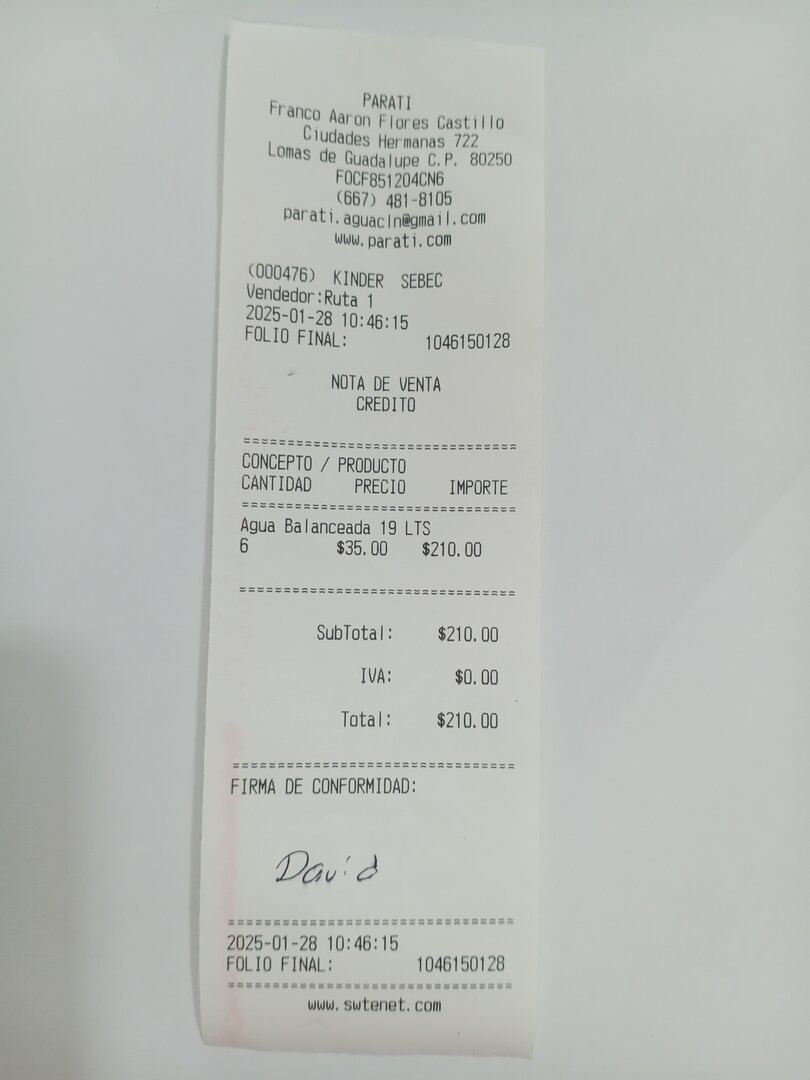 PARATI
Franco Aaron Flores Castillo
Ciudades Hermanas 722
Lomas de Guadalupe C.P. 80250
FOCF851204CN6
(667) 481-8105
parati.aguacln@gmail.com
www.parati.com
(000476) KINDER SEBEC
Vendedor:Ruta 1
2025-01-28 10:46:15
FOLIO FINAL: 1046150128
NOTA DE VENTA
CREDITO
================================
CONCEPTO / PRODUCTO
CANTIDAD PRECIO IMPORTE
================================
Agua Balanceada 19 LTS
6 $35.00 $210.00
================================
SubTotal: $210.00
IVA: $0.00
Total: $210.00
================================
FIRMA DE CONFORMIDAD:
David
================================
2025-01-28 10:46:15
FOLIO FINAL: 1046150128
================================
www.swtenet.com